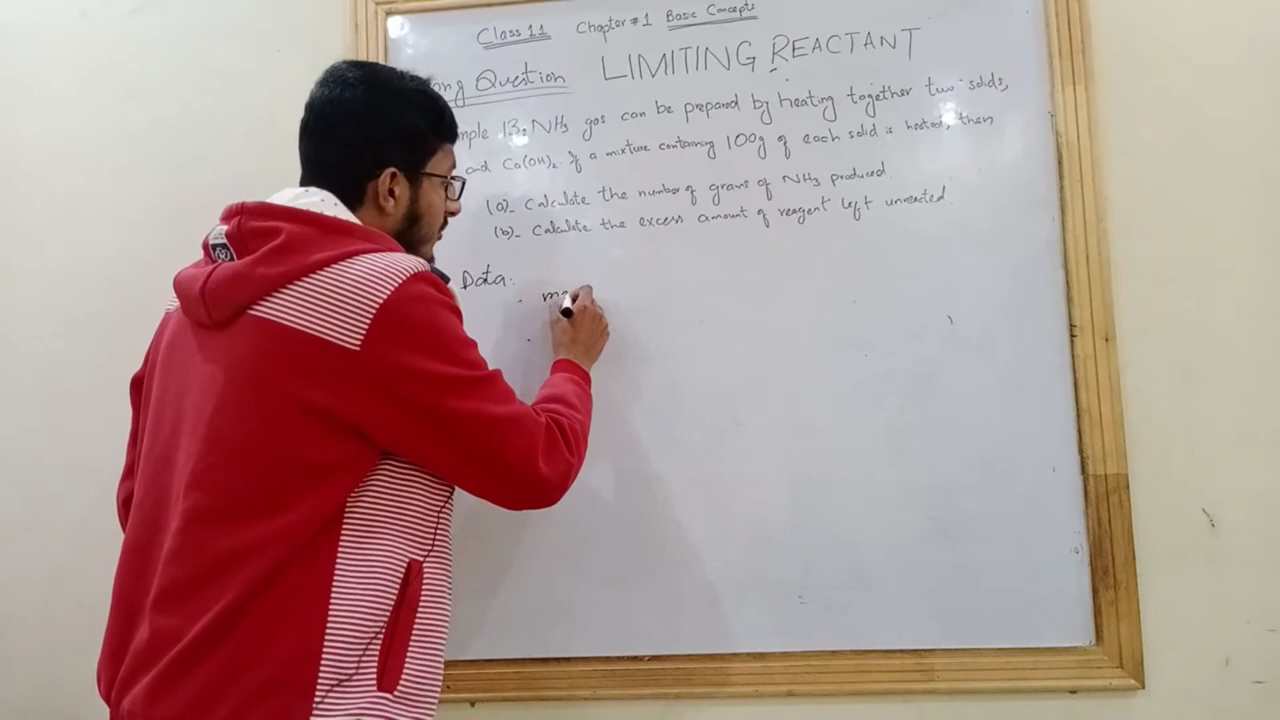 Class 11 Chapter # 1 Basic Concepts
Question LIMITING REACTANT
13: NH3 gas can be prepared by heating together two solids,
and Ca(OH)2. If a mixture containing 100g of each solid is heated, then
(a)_ Calculate the number of grams of NH3 produced.
(b)_ Calculate the excess amount of reagent left unreacted.
Data: